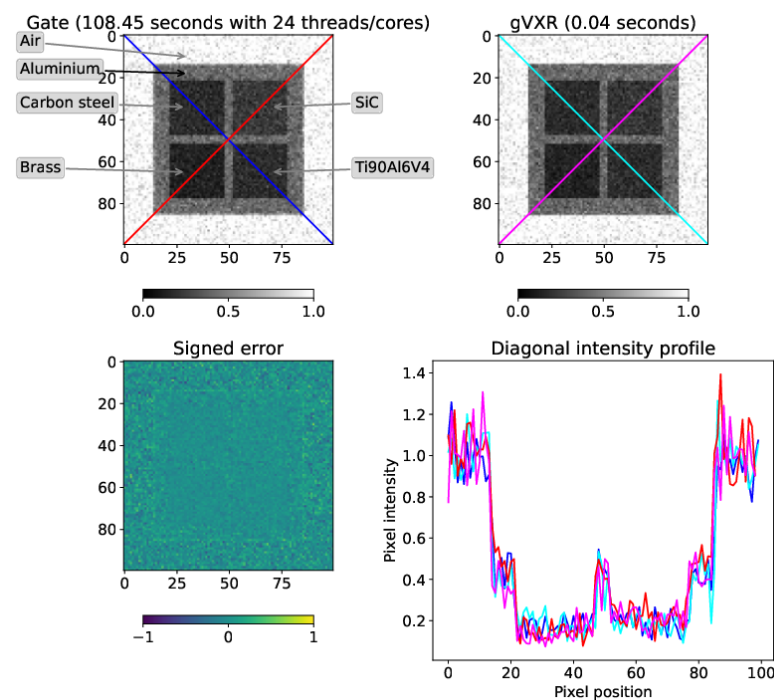 Gate (108.45 seconds with 24 threads/cores)
gVXR (0.04 seconds)
Air
Aluminium
Carbon steel
SiC
Brass
Ti90Al6V4
0
20
40
60
80
0 25 50 75
0.0 0.5 1.0
0
20
40
60
80
0 25 50 75
0.0 0.5 1.0
Signed error
0
20
40
60
80
0 25 50 75
−1 0 1
Diagonal intensity profile
Pixel intensity
1.4
1.2
1.0
0.8
0.6
0.4
0.2
0 20 40 60 80 100
Pixel position